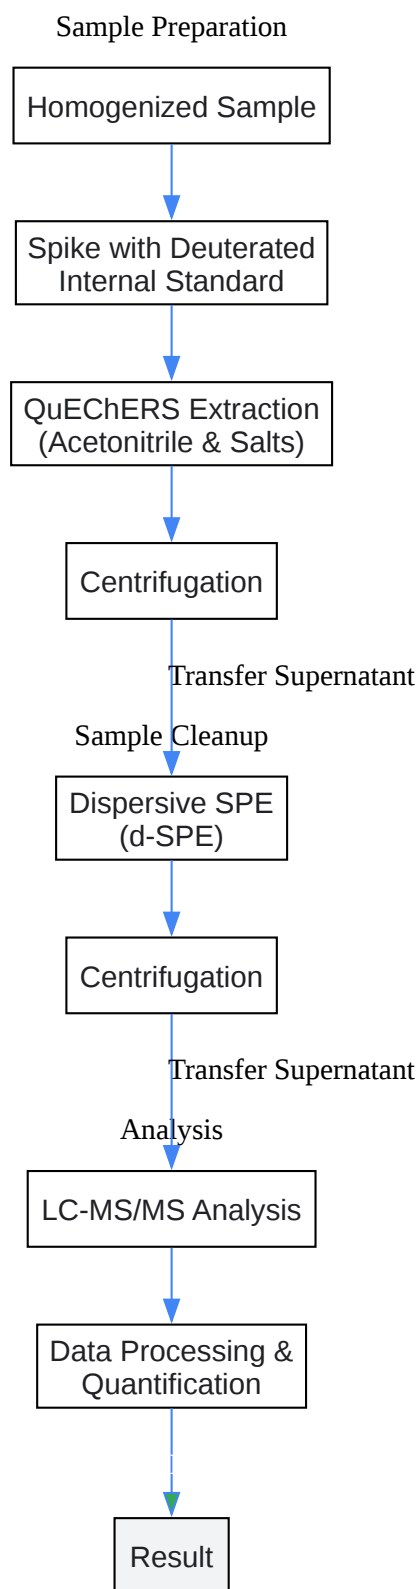 Sample Preparation
Homogenized Sample
Spike with Deuterated
Internal Standard
QuEChERS Extraction
(Acetonitrile & Salts)
Centrifugation
Transfer Supernatant
Sample Cleanup
Dispersive SPE
(d-SPE)
Centrifugation
Transfer Supernatant
Analysis
LC-MS/MS Analysis
Data Processing &
Quantification
Result